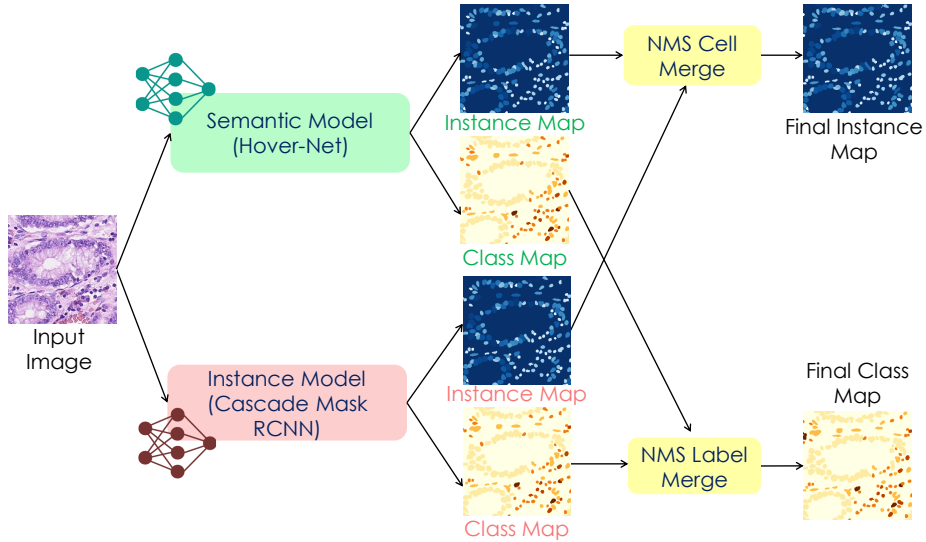 Input
Image
Semantic Model
(Hover-Net)
Instance Model
(Cascade Mask
RCNN)
Instance Map
Class Map
Instance Map
Class Map
NMS Cell
Merge
NMS Label
Merge
Final Instance
Map
Final Class
Map